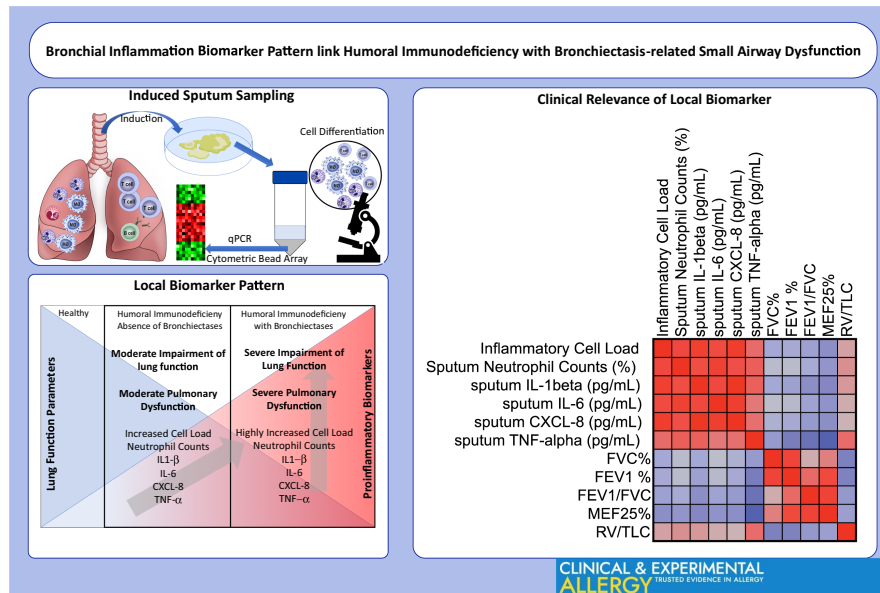 Bronchial Inflammation Biomarker Pattern link Humoral Immunodeficiency with Bronchiectasis-related Small Airway Dysfunction
Induced Sputum Sampling
Induction
Cell Differentiation
T cell
T cell
T cell
B cell
qPCR
Cytometric Bead Array
Local Biomarker Pattern
Healthy
Humoral Immunodeficieny
Absence of Bronchiectases
Humoral Immunodeficieny
with Bronchiectases
Moderate Impairment of
lung function
Severe Impairment of
Lung Function
Moderate Pulmonary
Dysfunction
Severe Pulmonary
Dysfunction
Increased Cell Load
Neutrophil Counts
IL1-β
IL-6
CXCL-8
TNF-α
Highly Increased Cell Load
Neutrophil Counts
IL1–β
IL-6
CXCL-8
TNF–α
Lung Function Parameters
Proinflammatory Biomarkers
Clinical Relevance of Local Biomarker
Inflammatory Cell Load
Sputum Neutrophil Counts (%)
sputum IL-1beta (pg/mL)
sputum IL-6 (pg/mL)
sputum CXCL-8 (pg/mL)
sputum TNF-alpha (pg/mL)
FVC%
FEV1 %
FEV1/FVC
MEF25%
RV/TLC
Inflammatory Cell Load
Sputum Neutrophil Counts (%)
sputum IL-1beta (pg/mL)
sputum IL-6 (pg/mL)
sputum CXCL-8 (pg/mL)
sputum TNF-alpha (pg/mL)
FVC%
FEV1 %
FEV1/FVC
MEF25%
RV/TLC
CLINICAL & EXPERIMENTAL
ALLERGY TRUSTED EVIDENCE IN ALLERGY